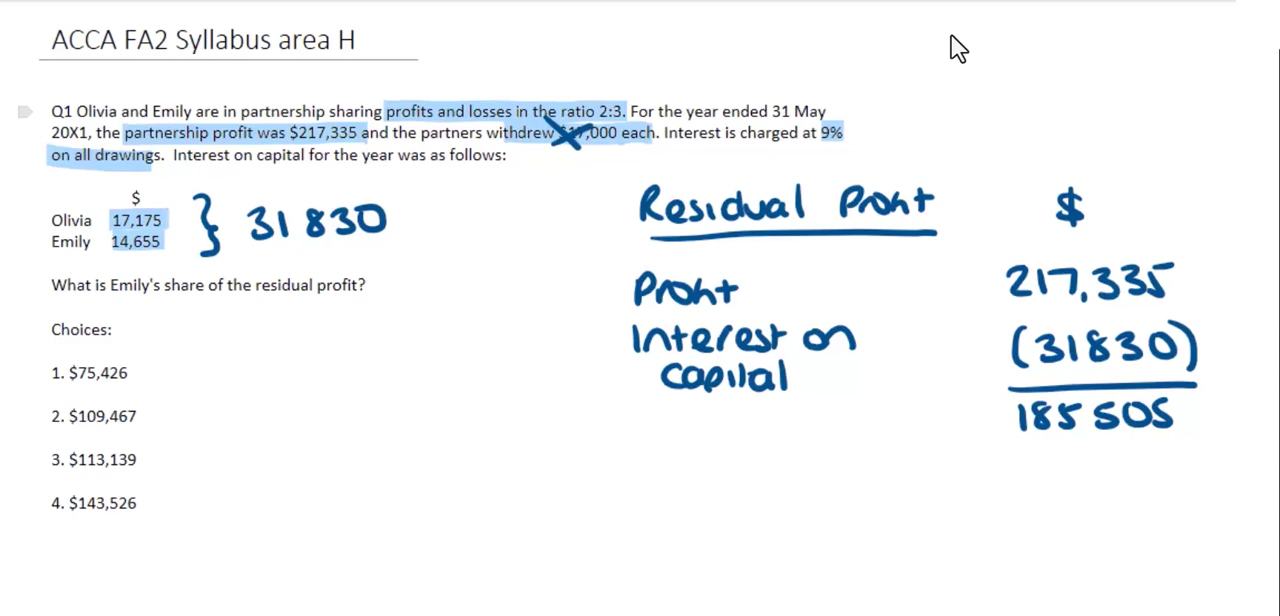 ACCA FA2 Syllabus area H
Q1 Olivia and Emily are in partnership sharing profits and losses in the ratio 2:3. For the year ended 31 May
20X1, the partnership profit was $217,335 and the partners withdrew $17,000 each. Interest is charged at 9%
on all drawings. Interest on capital for the year was as follows:
$
Olivia 17,175
Emily 14,655
} 31830
What is Emily's share of the residual profit?
Choices:
1. $75,426
2. $109,467
3. $113,139
4. $143,526
Residual Profit $
Profit 217,335
Interest on (31830)
capital
185505